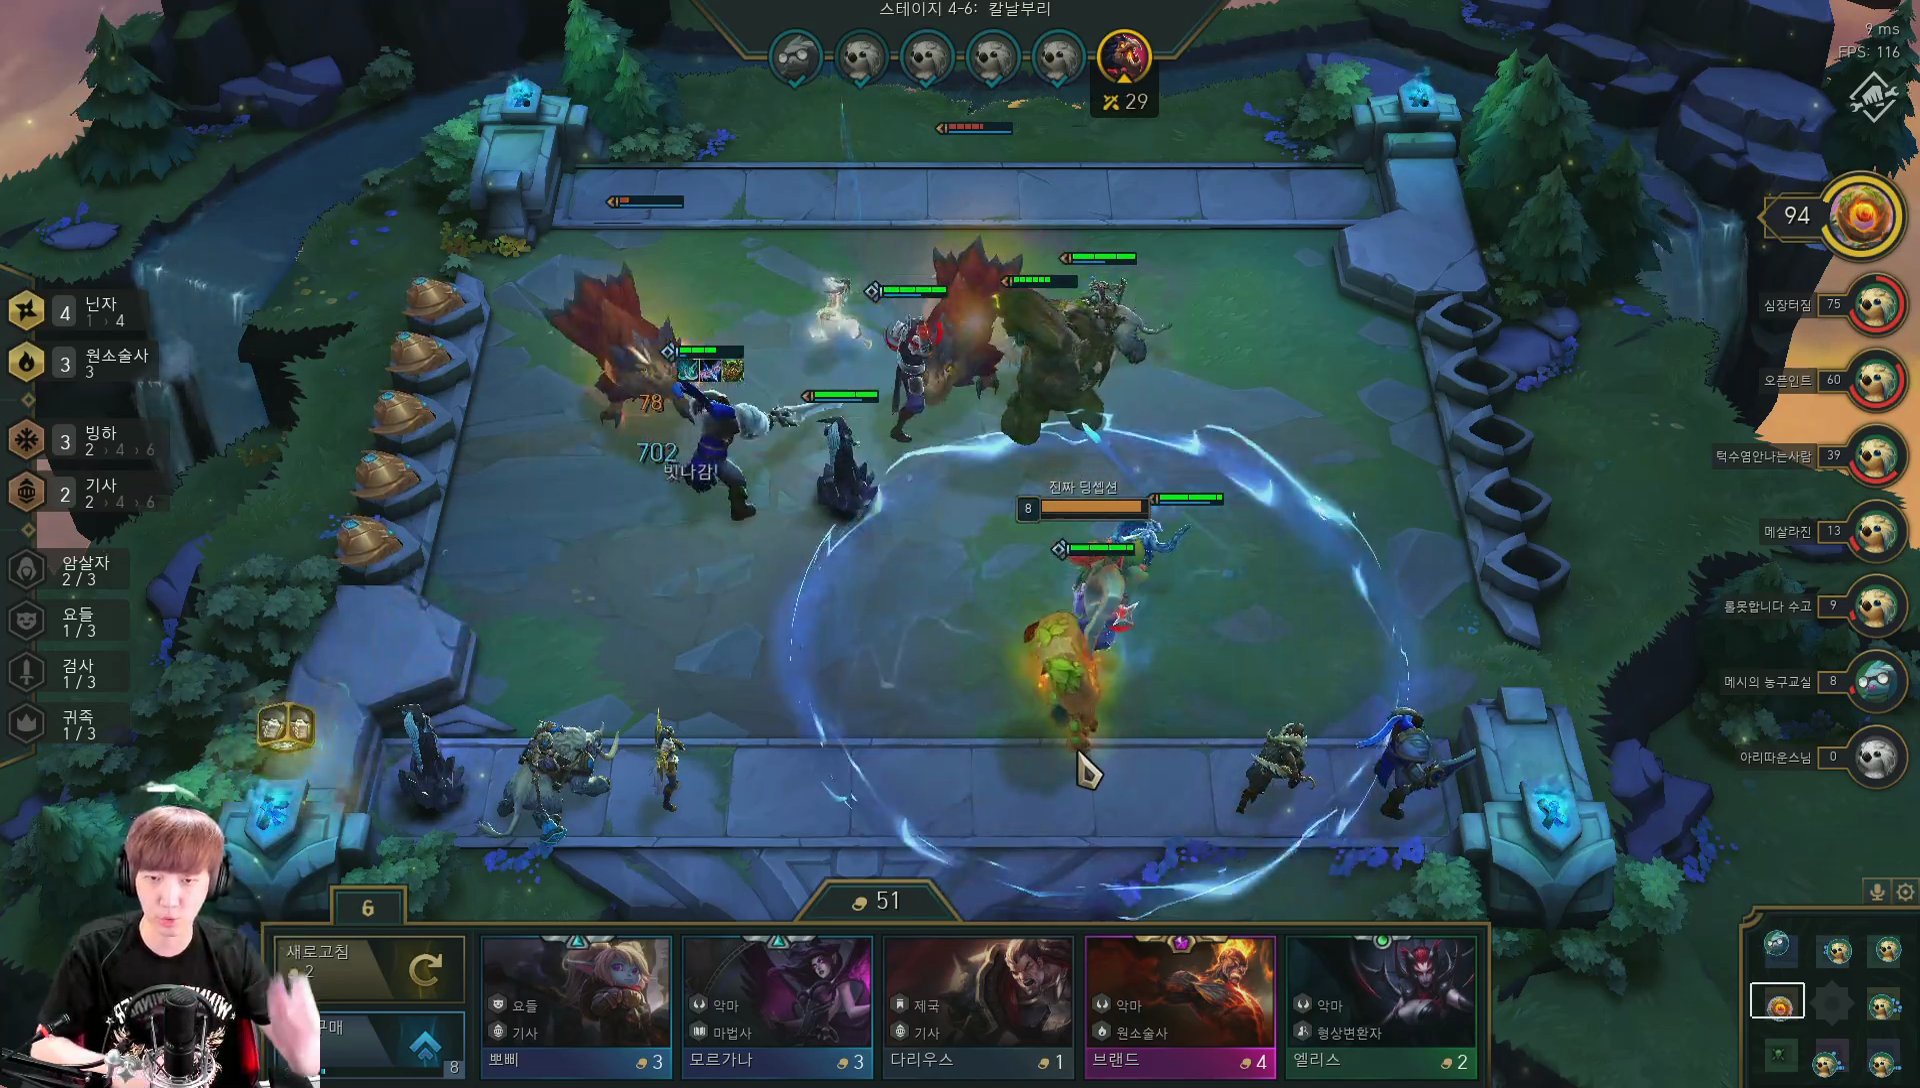 스테이지 4-6: 칼날부리
9 ms
FPS: 116
29
94
심장터짐 75
오픈인트 60
턱수염안나는사람 39
메살라진 13
롤못합니다 수고 9
메시의 농구교실 8
아리따운스님 0
4 닌자
1 › 4
3 원소술사
3
3 빙하
2 › 4 › 6
2 기사
2 › 4 › 6
암살자
2 / 3
요들
1 / 3
검사
1 / 3
귀족
1 / 3
78
702
빗나감!
진짜 딩셉션
8
6
51
새로고침
2
구매
8
요들
기사
뽀삐 3
악마
마법사
모르가나 3
제국
기사
다리우스 1
악마
원소술사
브랜드 4
악마
형상변환자
엘리스 2